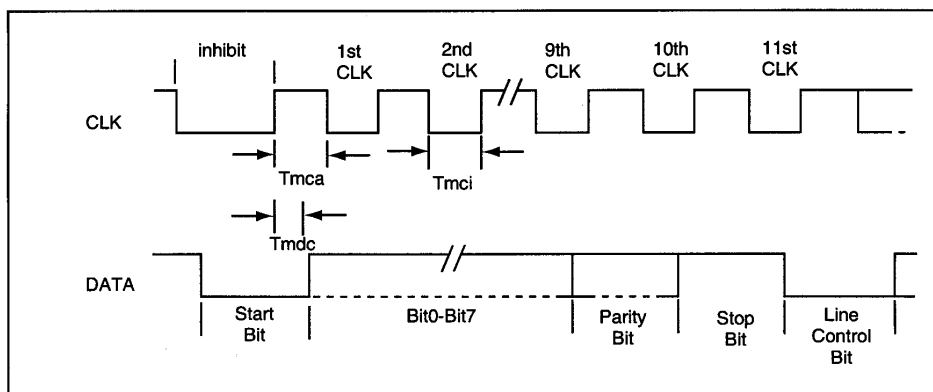 inhibit
1st
CLK
2nd
CLK
9th
CLK
10th
CLK
11st
CLK
CLK
Tmca
Tmci
Tmdc
DATA
Start
Bit
Bit0-Bit7
Parity
Bit
Stop
Bit
Line
Control
Bit